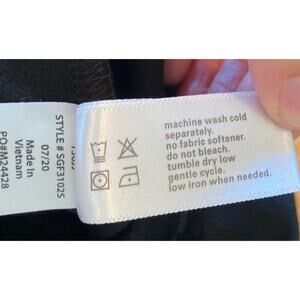 machine wash cold
separately.
no fabric softener.
do not bleach.
tumble dry low
gentle cycle.
low iron when needed.
STYLE # SGF31025
07/20
Made In
Vietnam
PO#M24428